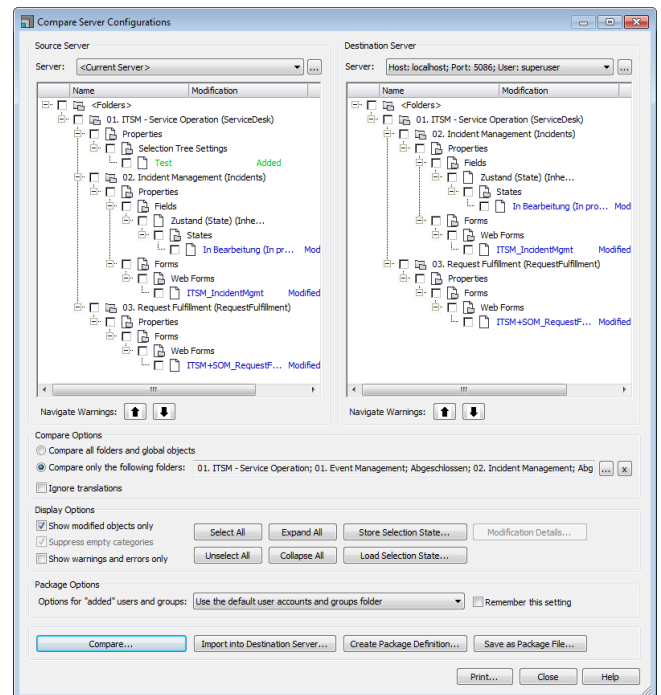 Compare Server Configurations
Source Server
Server: <Current Server> ...
Name Modification
<Folders>
01. ITSM - Service Operation (ServiceDesk)
Properties
Selection Tree Settings
Test Added
02. Incident Management (Incidents)
Properties
Fields
Zustand (State) (Inhe...
States
In Bearbeitung (In pr... Mod
Forms
Web Forms
ITSM_IncidentMgmt Modified
03. Request Fulfillment (RequestFulfillment)
Properties
Forms
Web Forms
ITSM+SOM_RequestF... Modified
Navigate Warnings:
Destination Server
Server: Host: localhost; Port: 5086; User: superuser ...
Name Modification
<Folders>
01. ITSM - Service Operation (ServiceDesk)
02. Incident Management (Incidents)
Properties
Fields
Zustand (State) (Inhe...
States
In Bearbeitung (In pro... Mod
Forms
Web Forms
ITSM_IncidentMgmt Modified
03. Request Fulfillment (RequestFulfillment)
Properties
Forms
Web Forms
ITSM+SOM_RequestF... Modified
Navigate Warnings:
Compare Options
Compare all folders and global objects
Compare only the following folders: 01. ITSM - Service Operation; 01. Event Management; Abgeschlossen; 02. Incident Management; Abg ... x
Ignore translations
Display Options
Show modified objects only
Suppress empty categories
Show warnings and errors only
Select All Expand All Store Selection State... Modification Details...
Unselect All Collapse All Load Selection State...
Package Options
Options for "added" users and groups: Use the default user accounts and groups folder Remember this setting
Compare... Import into Destination Server... Create Package Definition... Save as Package File...
Print... Close Help